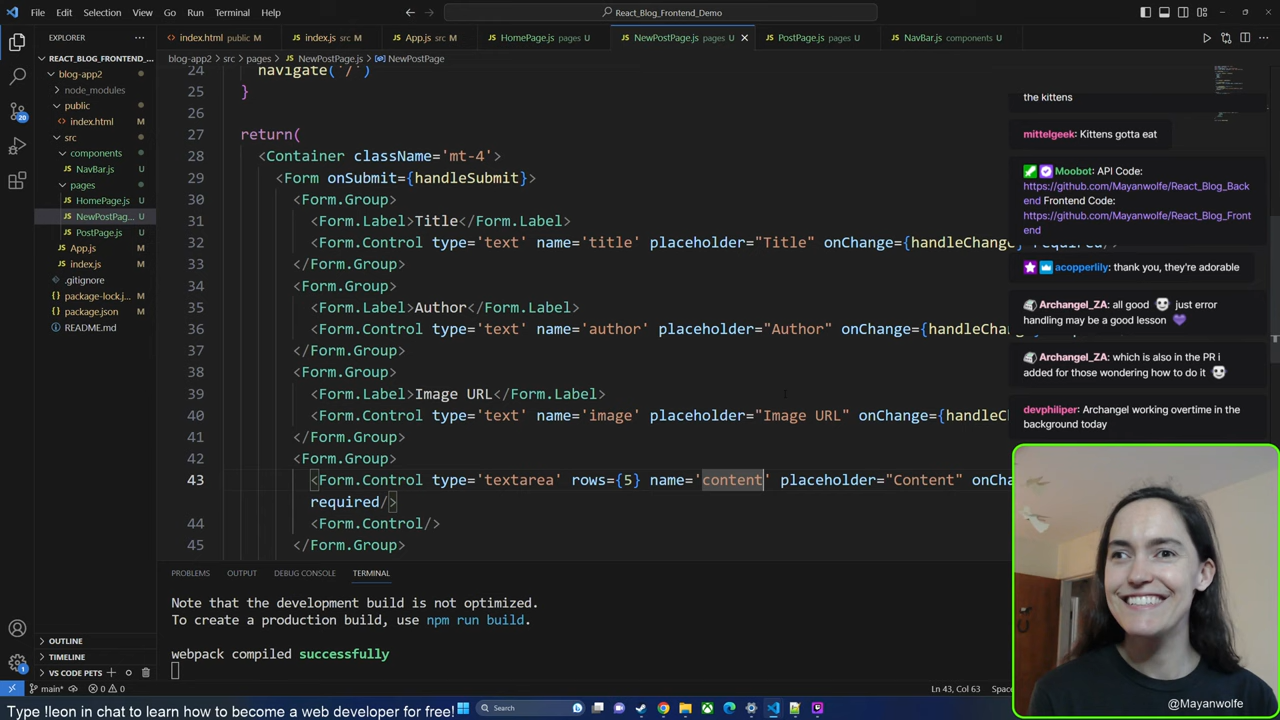 File Edit Selection View Go Run Terminal Help
React_Blog_Frontend_Demo
EXPLORER
index.html public M
index.js src M
App.js M
HomePage.js pages U
NewPostPage.js pages U
PostPage.js pages U
NavBar.js components U
REACT_BLOG_FRONTEND_...
blog-app2
node_modules
public
index.html U
src
components
NavBar.js U
pages
HomePage.js U
NewPostPag... U
PostPage.js U
App.js M
index.js M
.gitignore
package-lock.j... M
package.json M
README.md
OUTLINE
TIMELINE
VS CODE PETS
blog-app2 > src > pages > NewPostPage.js > NewPostPage
24 navigate('/')
25 }
26
27 return(
28 <Container className='mt-4'>
29 <Form onSubmit={handleSubmit}>
30 <Form.Group>
31 <Form.Label>Title</Form.Label>
32 <Form.Control type='text' name='title' placeholder="Title" onChange={handleChange} required/>
33 </Form.Group>
34 <Form.Group>
35 <Form.Label>Author</Form.Label>
36 <Form.Control type='text' name='author' placeholder="Author" onChange={handleChan
37 </Form.Group>
38 <Form.Group>
39 <Form.Label>Image URL</Form.Label>
40 <Form.Control type='text' name='image' placeholder="Image URL" onChange={handleC
41 </Form.Group>
42 <Form.Group>
43 <Form.Control type='textarea' rows={5} name='content' placeholder="Content" onCha
required/>
44 <Form.Control/>
45 </Form.Group>
the kittens
mittelgeek: Kittens gotta eat
Moobot: API Code:
https://github.com/Mayanwolfe/React_Blog_Back
end Frontend Code:
https://github.com/Mayanwolfe/React_Blog_Front
end
acopperlily: thank you, they're adorable
Archangel_ZA: all good just error
handling may be a good lesson
Archangel_ZA: which is also in the PR i
added for those wondering how to do it
devphiliper: Archangel working overtime in the
background today
PROBLEMS OUTPUT DEBUG CONSOLE TERMINAL
Note that the development build is not optimized.
To create a production build, use npm run build.
webpack compiled successfully
20
1
main* 0 0
Ln 43, Col 63
Spac
Type !leon in chat to learn how to become a web developer for free!
Search
@Mayanwolfe